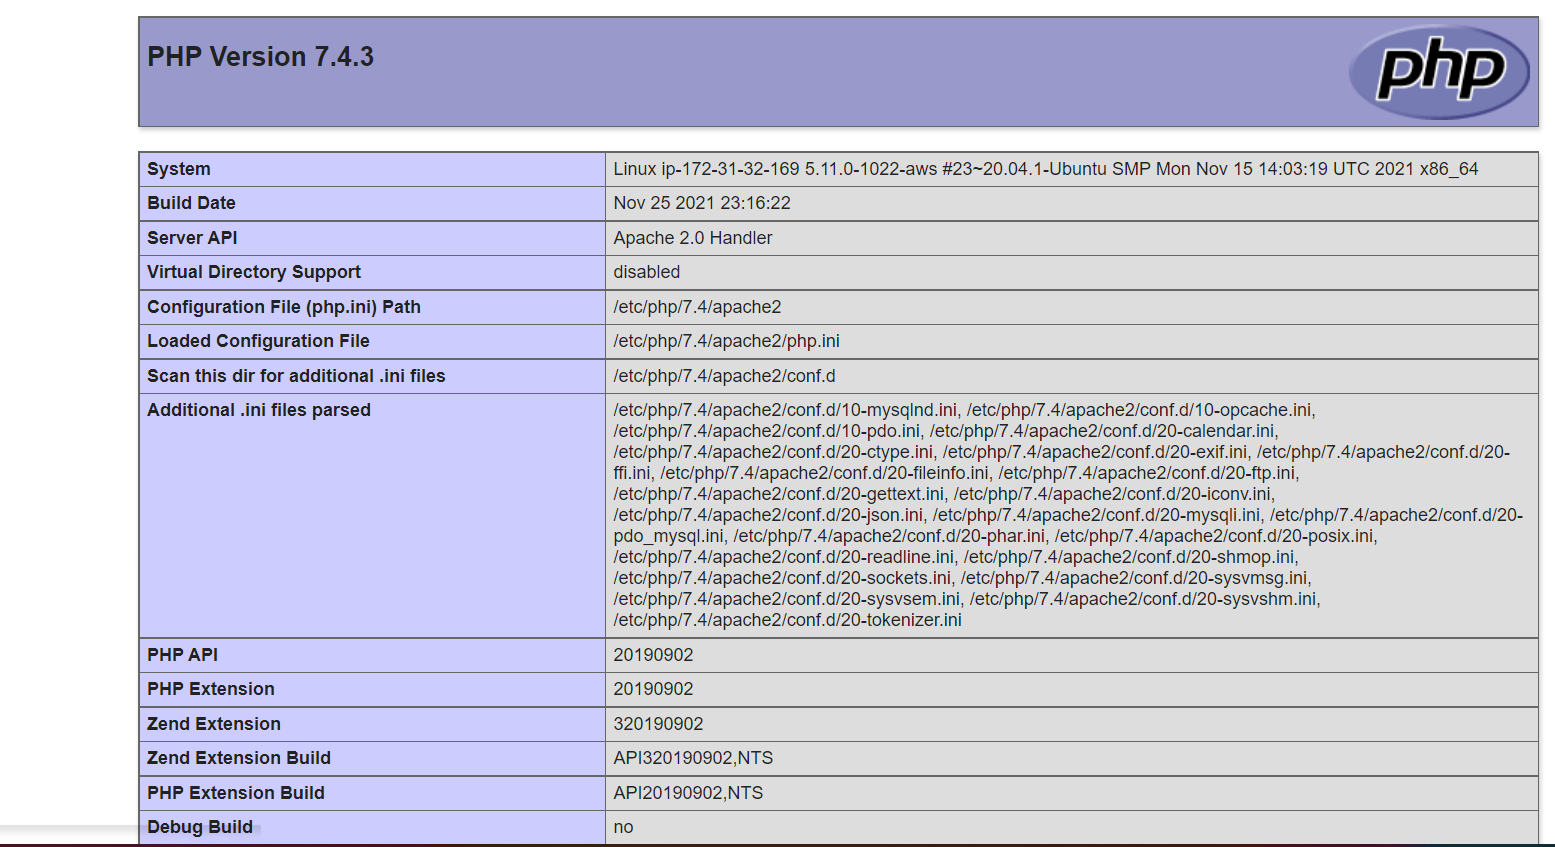 PHP Version 7.4.3
php
System Linux ip-172-31-32-169 5.11.0-1022-aws #23~20.04.1-Ubuntu SMP Mon Nov 15 14:03:19 UTC 2021 x86_64
Build Date Nov 25 2021 23:16:22
Server API Apache 2.0 Handler
Virtual Directory Support disabled
Configuration File (php.ini) Path /etc/php/7.4/apache2
Loaded Configuration File /etc/php/7.4/apache2/php.ini
Scan this dir for additional .ini files /etc/php/7.4/apache2/conf.d
Additional .ini files parsed /etc/php/7.4/apache2/conf.d/10-mysqlnd.ini, /etc/php/7.4/apache2/conf.d/10-opcache.ini,
/etc/php/7.4/apache2/conf.d/10-pdo.ini, /etc/php/7.4/apache2/conf.d/20-calendar.ini,
/etc/php/7.4/apache2/conf.d/20-ctype.ini, /etc/php/7.4/apache2/conf.d/20-exif.ini, /etc/php/7.4/apache2/conf.d/20-
ffi.ini, /etc/php/7.4/apache2/conf.d/20-fileinfo.ini, /etc/php/7.4/apache2/conf.d/20-ftp.ini,
/etc/php/7.4/apache2/conf.d/20-gettext.ini, /etc/php/7.4/apache2/conf.d/20-iconv.ini,
/etc/php/7.4/apache2/conf.d/20-json.ini, /etc/php/7.4/apache2/conf.d/20-mysqli.ini, /etc/php/7.4/apache2/conf.d/20-
pdo_mysql.ini, /etc/php/7.4/apache2/conf.d/20-phar.ini, /etc/php/7.4/apache2/conf.d/20-posix.ini,
/etc/php/7.4/apache2/conf.d/20-readline.ini, /etc/php/7.4/apache2/conf.d/20-shmop.ini,
/etc/php/7.4/apache2/conf.d/20-sockets.ini, /etc/php/7.4/apache2/conf.d/20-sysvmsg.ini,
/etc/php/7.4/apache2/conf.d/20-sysvsem.ini, /etc/php/7.4/apache2/conf.d/20-sysvshm.ini,
/etc/php/7.4/apache2/conf.d/20-tokenizer.ini
PHP API 20190902
PHP Extension 20190902
Zend Extension 320190902
Zend Extension Build API320190902,NTS
PHP Extension Build API20190902,NTS
Debug Build no